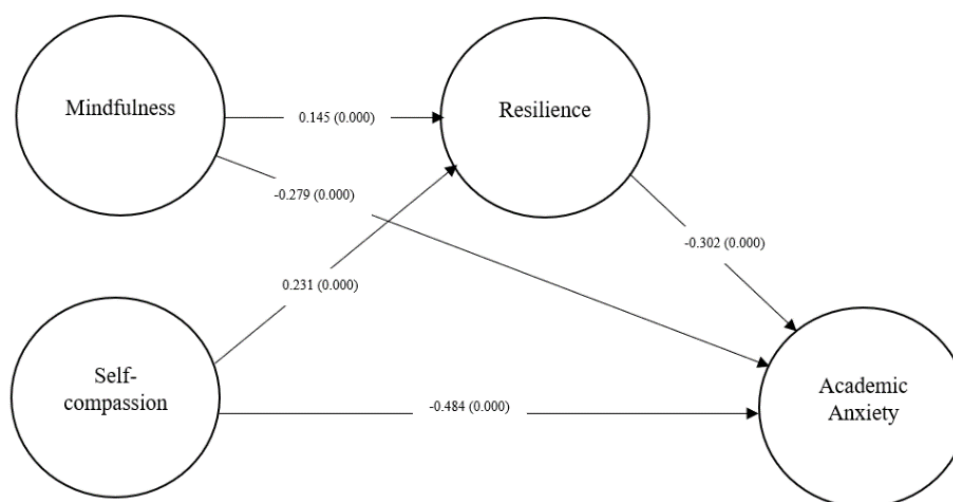 Mindfulness
Resilience
0.145 (0.000)
-0.279 (0.000)
-0.302 (0.000)
0.231 (0.000)
Self-
compassion
-0.484 (0.000)
Academic
Anxiety